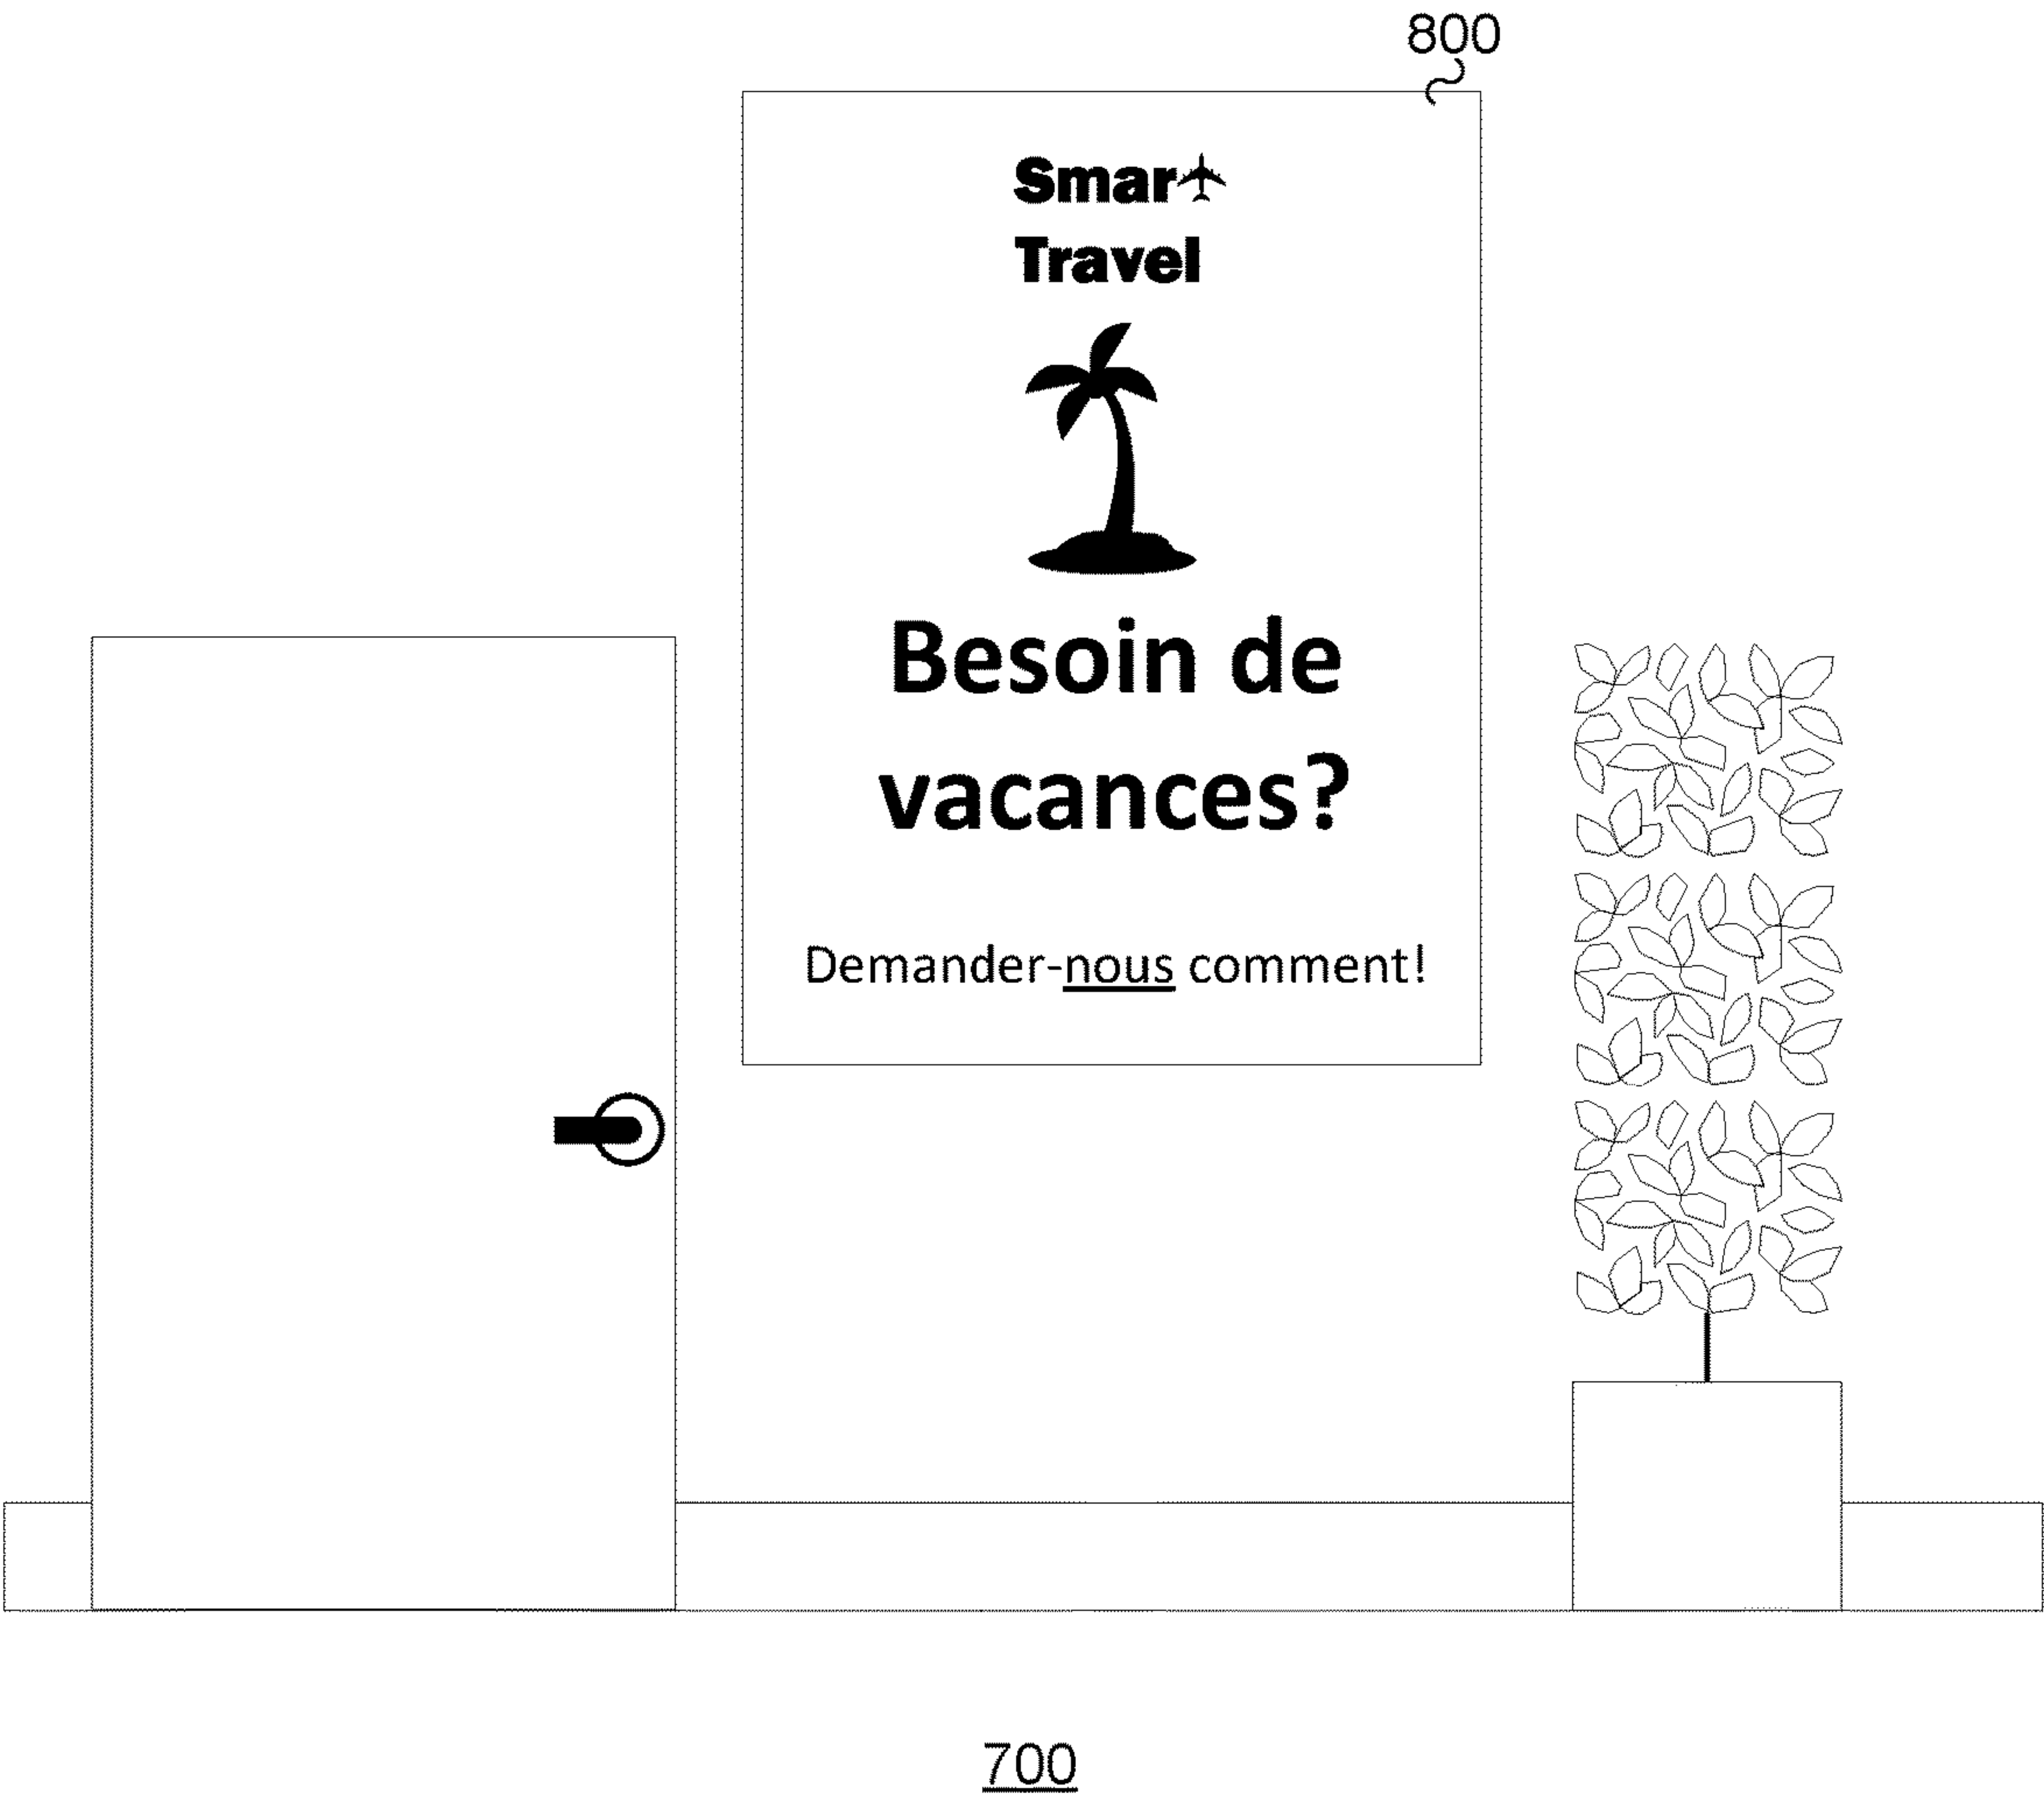 800
Smar
Travel
Besoin de
vacances?
Demander-nous comment!
700